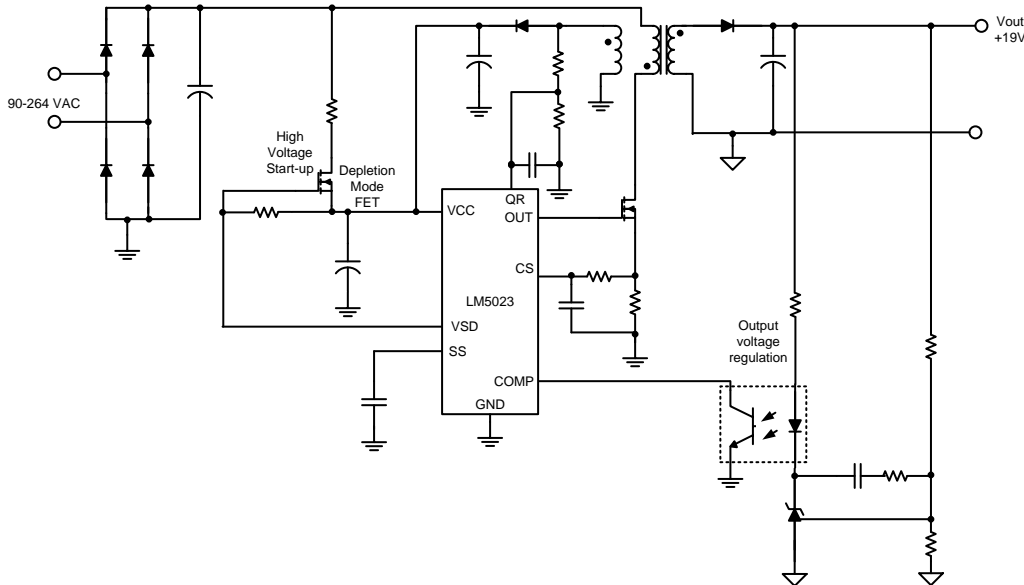 Vout
+19V
90-264 VAC
High
Voltage
Start-up
Depletion
Mode
FET
VCC
QR
OUT
CS
LM5023
VSD
SS
COMP
GND
Output
voltage
regulation